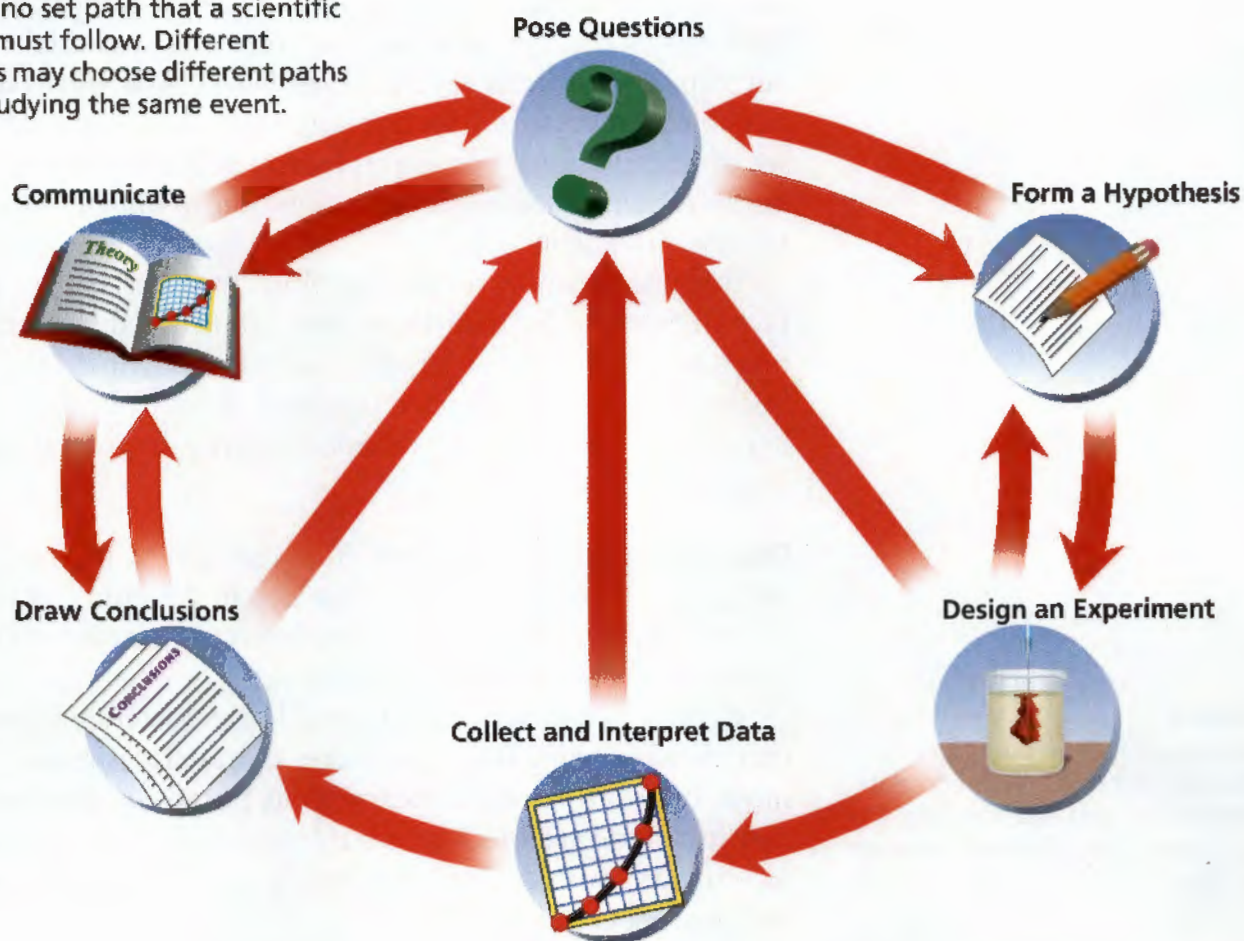 no set path that a scientific
must follow. Different
s may choose different paths
udying the same event.
Pose Questions
Communicate
Form a Hypothesis
Theory
Draw Conclusions
Design an Experiment
CONCLUSIONS
Collect and Interpret Data